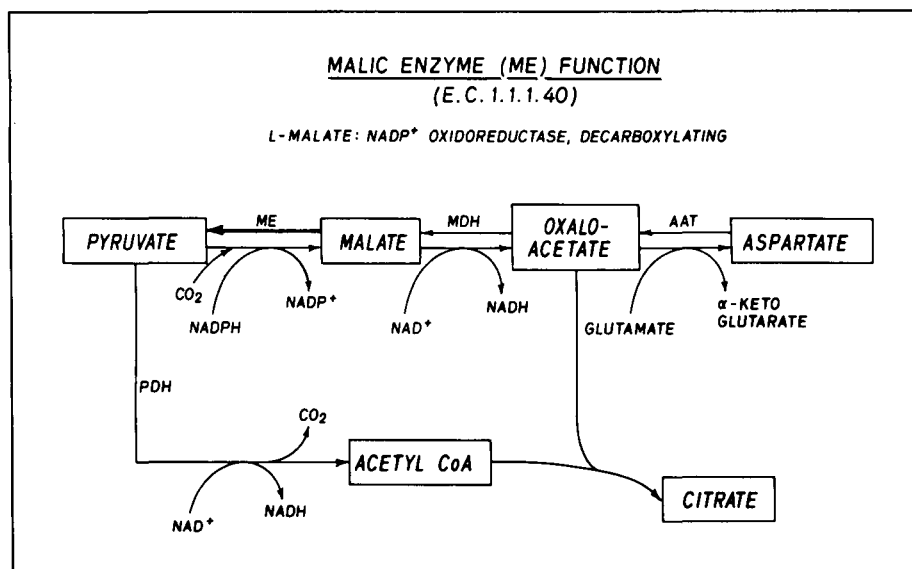 MALIC ENZYME (ME) FUNCTION
(E.C.1.1.1.40)
L-MALATE: NADP⁺ OXIDOREDUCTASE, DECARBOXYLATING
PYRUVATE
ME
MALATE
MDH
OXALO-
ACETATE
AAT
ASPARTATE
CO₂
NADPH
NADP⁺
NAD⁺
NADH
GLUTAMATE
α-KETO
GLUTARATE
PDH
CO₂
NAD⁺
NADH
ACETYL CoA
CITRATE